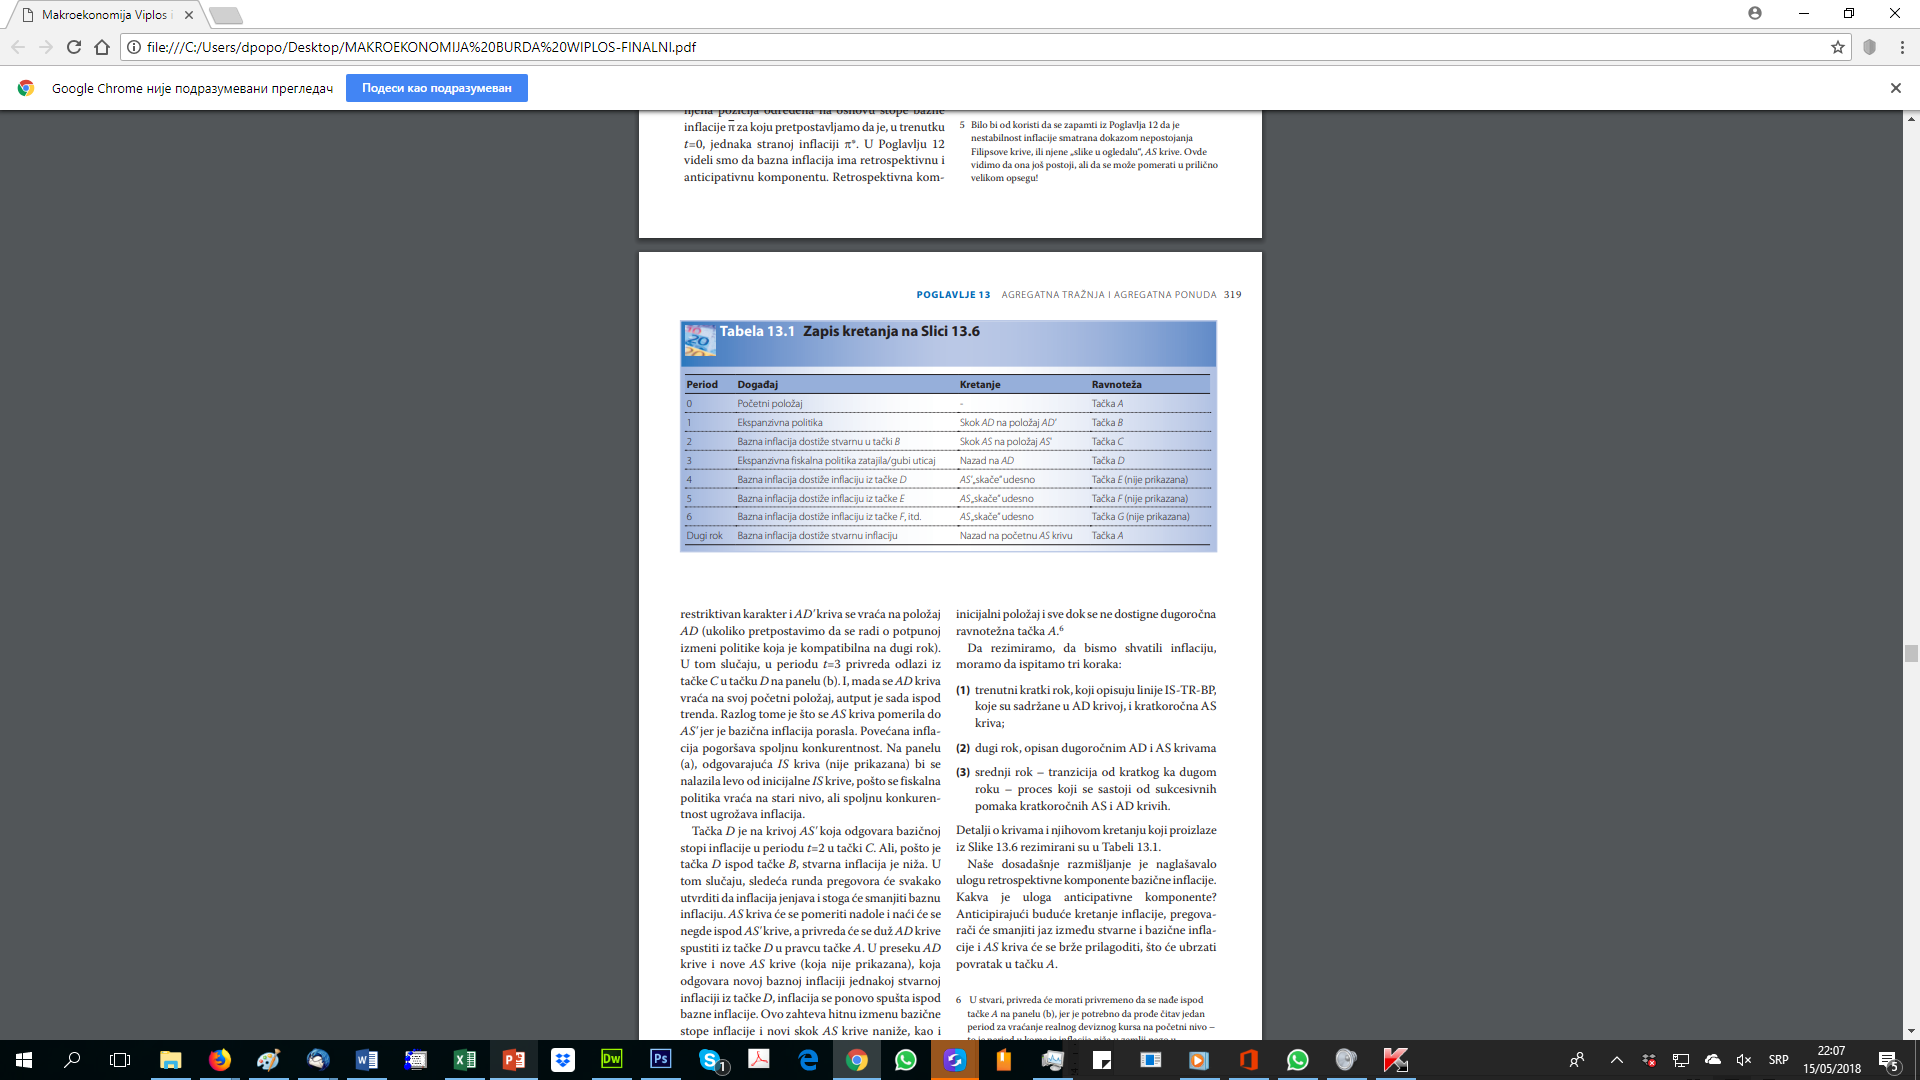 Makroekonomija Viplos i
file:///C:/Users/dpopo/Desktop/MAKROEKONOMIJA%20BURDA%20WIPLOS-FINALNI.pdf
Google Chrome није подразумевани прегледач
Подеси као подразумеван
njena pozicija određena na osnovu stope bazne
inflacije π̅ za koju pretpostavljamo da je, u trenutku
t=0, jednaka stranoj inflaciji π*. U Poglavlju 12
videli smo da bazna inflacija ima retrospektivnu i
anticipativnu komponentu. Retrospektivna kom-
5 Bilo bi od koristi da se zapamti iz Poglavlja 12 da je
nestabilnost inflacije smatrana dokazom nepostojanja
Filipsove krive, ili njene „slike u ogledalu“, AS krive. Ovde
vidimo da ona još postoji, ali da se može pomerati u prilično
velikom opsegu!
POGLAVLJE 13 AGREGATNA TRAŽNJA I AGREGATNA PONUDA 319
Tabela 13.1 Zapis kretanja na Slici 13.6
Period Događaj Kretanje Ravnoteža
0 Početni položaj - Tačka A
1 Ekspanzivna politika Skok AD na položaj AD' Tačka B
2 Bazna inflacija dostiže stvarnu u tački B Skok AS na položaj AS' Tačka C
3 Ekspanzivna fiskalna politika zatajila/gubi uticaj Nazad na AD Tačka D
4 Bazna inflacija dostiže inflaciju iz tačke D AS'„skače“ udesno Tačka E (nije prikazana)
5 Bazna inflacija dostiže inflaciju iz tačke E AS„skače“ udesno Tačka F (nije prikazana)
6 Bazna inflacija dostiže inflaciju iz tačke F, itd. AS„skače“ udesno Tačka G (nije prikazana)
Dugi rok Bazna inflacija dostiže stvarnu inflaciju Nazad na početnu AS krivu Tačka A
restriktivan karakter i AD' kriva se vraća na položaj
AD (ukoliko pretpostavimo da se radi o potpunoj
izmeni politike koja je kompatibilna na dugi rok).
U tom slučaju, u periodu t=3 privreda odlazi iz
tačke C u tačku D na panelu (b). I, mada se AD kriva
vraća na svoj početni položaj, autput je sada ispod
trenda. Razlog tome je što se AS kriva pomerila do
AS' jer je bazična inflacija porasla. Povećana infla-
cija pogoršava spoljnu konkurentnost. Na panelu
(a), odgovarajuća IS kriva (nije prikazana) bi se
nalazila levo od inicijalne IS krive, pošto se fiskalna
politika vraća na stari nivo, ali spoljnu konkuren-
tnost ugrožava inflacija.
Tačka D je na krivoj AS' koja odgovara bazičnoj
stopi inflacije u periodu t=2 u tački C. Ali, pošto je
tačka D ispod tačke B, stvarna inflacija je niža. U
tom slučaju, sledeća runda pregovora će svakako
utvrditi da inflacija jenjava i stoga će smanjiti baznu
inflaciju. AS kriva će se pomeriti nadole i naći će se
negde ispod AS' krive, a privreda će se duž AD krive
spustiti iz tačke D u pravcu tačke A. U preseku AD
krive i nove AS krive (koja nije prikazana), koja
odgovara novoj baznoj inflaciji jednakoj stvarnoj
inflaciji iz tačke D, inflacija se ponovo spušta ispod
bazne inflacije. Ovo zahteva hitnu izmenu bazične
stope inflacije i novi skok AS krive naniže, kao i
inicijalni položaj i sve dok se ne dostigne dugoročna
ravnotežna tačka A.⁶
Da rezimiramo, da bismo shvatili inflaciju,
moramo da ispitamo tri koraka:
(1) trenutni kratki rok, koji opisuju linije IS-TR-BP,
koje su sadržane u AD krivoj, i kratkoročna AS
kriva;
(2) dugi rok, opisan dugoročnim AD i AS krivama
(3) srednji rok – tranzicija od kratkog ka dugom
roku – proces koji se sastoji od sukcesivnih
pomaka kratkoročnih AS i AD krivih.
Detalji o krivama i njihovom kretanju koji proizlaze
iz Slike 13.6 rezimirani su u Tabeli 13.1.
Naše dosadašnje razmišljanje je naglašavalo
ulogu retrospektivne komponente bazične inflacije.
Kakva je uloga anticipativne komponente?
Anticipirajući buduće kretanje inflacije, pregova-
rači će smanjiti jaz između stvarne i bazične infla-
cije i AS kriva će se brže prilagoditi, što će ubrzati
povratak u tačku A.
6 U stvari, privreda će morati privremeno da se nađe ispod
tačke A na panelu (b), jer je potrebno da prođe čitav jedan
period za vraćanje realnog deviznog kursa na početni nivo –
SRP
22:07
15/05/2018
5